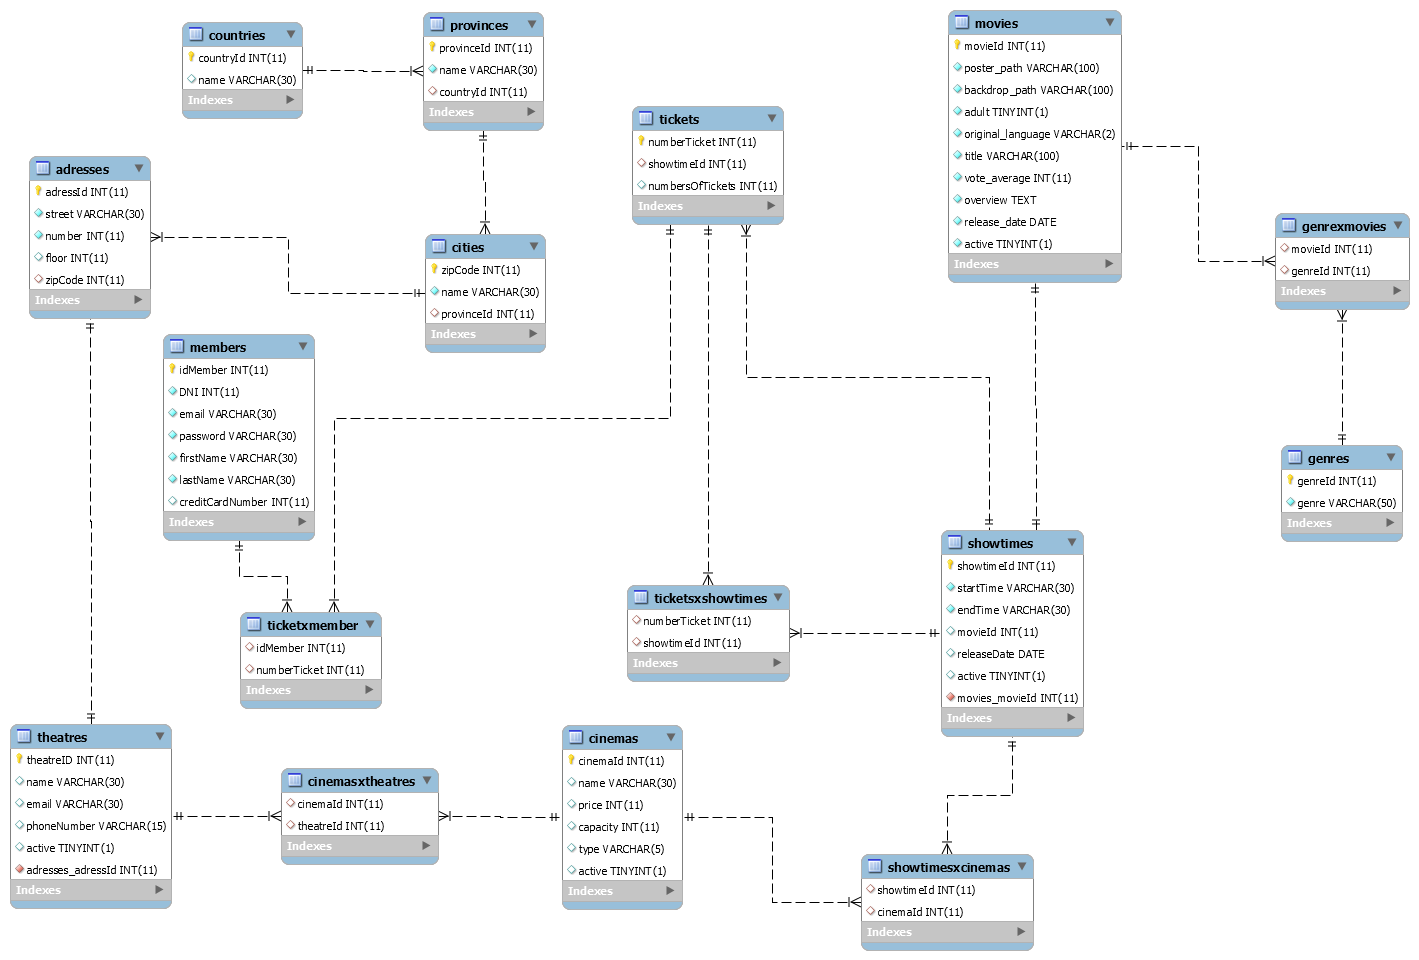 countries
countryId INT(11)
name VARCHAR(30)
Indexes
provinces
provinceId INT(11)
name VARCHAR(30)
countryId INT(11)
Indexes
movies
movieId INT(11)
poster_path VARCHAR(100)
backdrop_path VARCHAR(100)
adult TINYINT(1)
original_language VARCHAR(2)
title VARCHAR(100)
vote_average INT(11)
overview TEXT
release_date DATE
active TINYINT(1)
Indexes
tickets
numberTicket INT(11)
showtimeId INT(11)
numbersOfTickets INT(11)
Indexes
adresses
adressId INT(11)
street VARCHAR(30)
number INT(11)
floor INT(11)
zipCode INT(11)
Indexes
cities
zipCode INT(11)
name VARCHAR(30)
provinceId INT(11)
Indexes
genrexmovies
movieId INT(11)
genreId INT(11)
Indexes
members
idMember INT(11)
DNI INT(11)
email VARCHAR(30)
password VARCHAR(30)
firstName VARCHAR(30)
lastName VARCHAR(30)
creditCardNumber INT(11)
Indexes
genres
genreId INT(11)
genre VARCHAR(50)
Indexes
showtimes
showtimeId INT(11)
startTime VARCHAR(30)
endTime VARCHAR(30)
movieId INT(11)
releaseDate DATE
active TINYINT(1)
movies_movieId INT(11)
Indexes
ticketsxshowtimes
numberTicket INT(11)
showtimeId INT(11)
Indexes
ticketxmember
idMember INT(11)
numberTicket INT(11)
Indexes
theatres
theatreID INT(11)
name VARCHAR(30)
email VARCHAR(30)
phoneNumber VARCHAR(15)
active TINYINT(1)
adresses_adressId INT(11)
Indexes
cinemasxtheatres
cinemaId INT(11)
theatreId INT(11)
Indexes
cinemas
cinemaId INT(11)
name VARCHAR(30)
price INT(11)
capacity INT(11)
type VARCHAR(5)
active TINYINT(1)
Indexes
showtimesxcinemas
showtimeId INT(11)
cinemaId INT(11)
Indexes